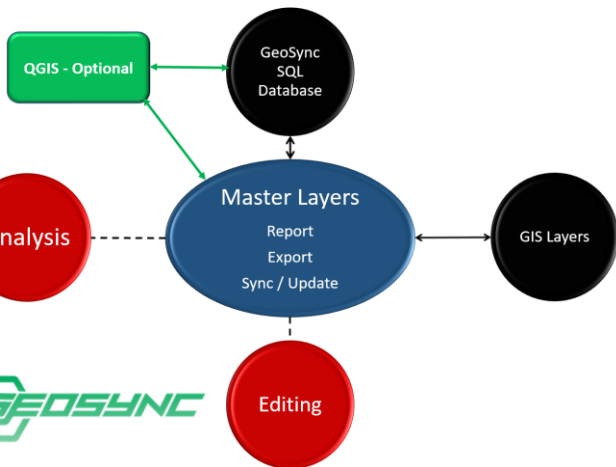 QGIS - Optional
GeoSync
SQL
Database
Master Layers
Report
Export
Sync / Update
nalysis
GIS Layers
Editing
GEOSYNC